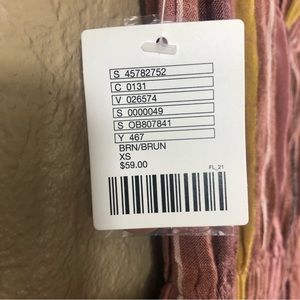 S 45782752
C 0131
V 026574
S 0000049
S OB807841
Y 467
BRN/BRUN
XS
$59.00
FL_21